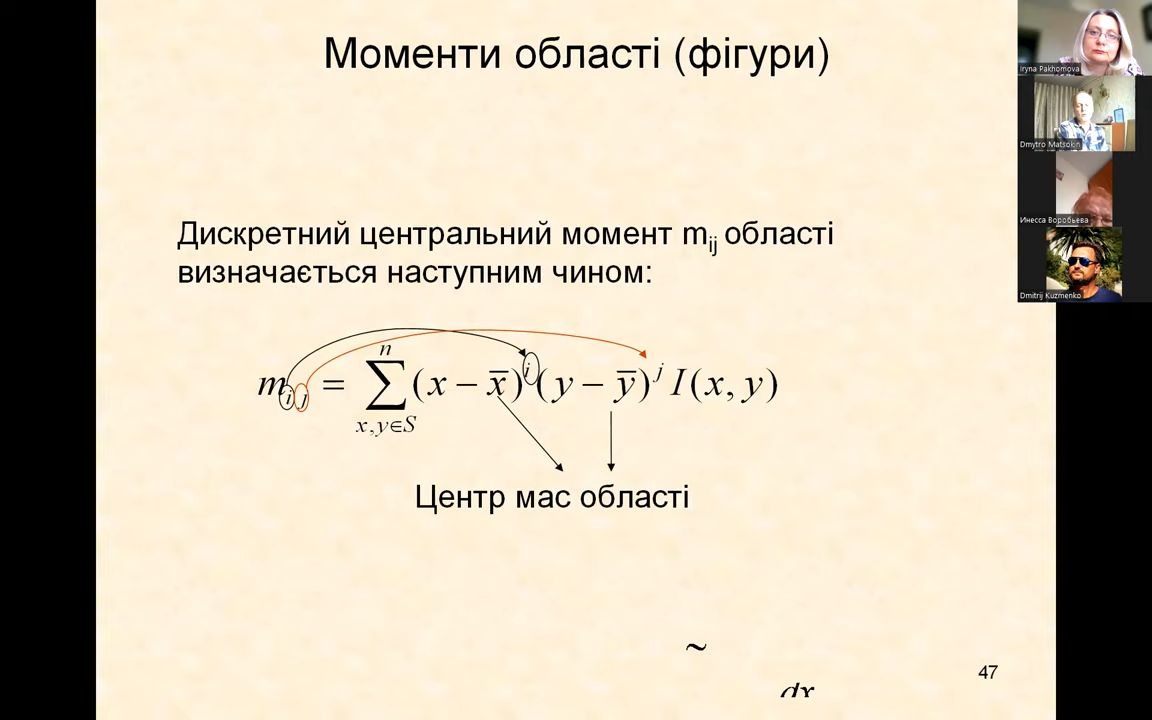 Моменти області (фігури)
Дискретний центральний момент mij області
визначається наступним чином:
m i,j = n ∑ x,y∈S (x − x̅)^i (y − y̅)^j I(x, y)
Центр мас області
~
dx
47
Iryna Pakhomova
Dmytro Matsokin
Инесса Воробьева
Dmitrij Kuzmenko